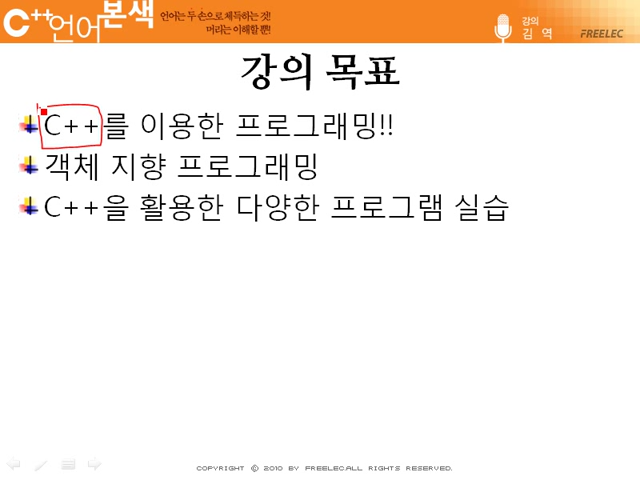 C++언어본색
언어는 두 손으로 체득하는 것!
머리는 이해할 뿐!!
강의
김 역
FREELEC
강의 목표
C++를 이용한 프로그래밍!!
객체 지향 프로그래밍
C++을 활용한 다양한 프로그램 실습
COPYRIGHT © 2010 BY FREELEC.ALL RIGHTS RESERVED.